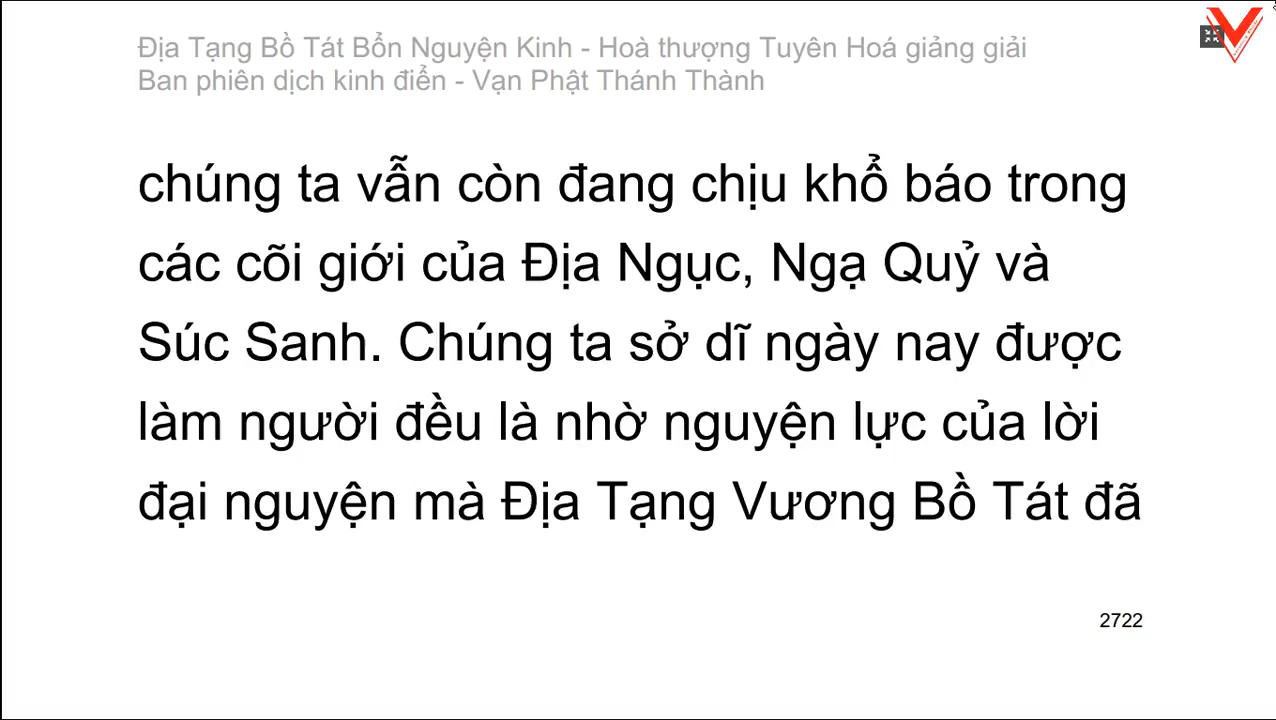 Địa Tạng Bồ Tát Bổn Nguyện Kinh - Hoà thượng Tuyên Hoá giảng giải
Ban phiên dịch kinh điển - Vạn Phật Thánh Thành
chúng ta vẫn còn đang chịu khổ báo trong
các cõi giới của Địa Ngục, Ngạ Quỷ và
Súc Sanh. Chúng ta sở dĩ ngày nay được
làm người đều là nhờ nguyện lực của lời
đại nguyện mà Địa Tạng Vương Bồ Tát đã
2722